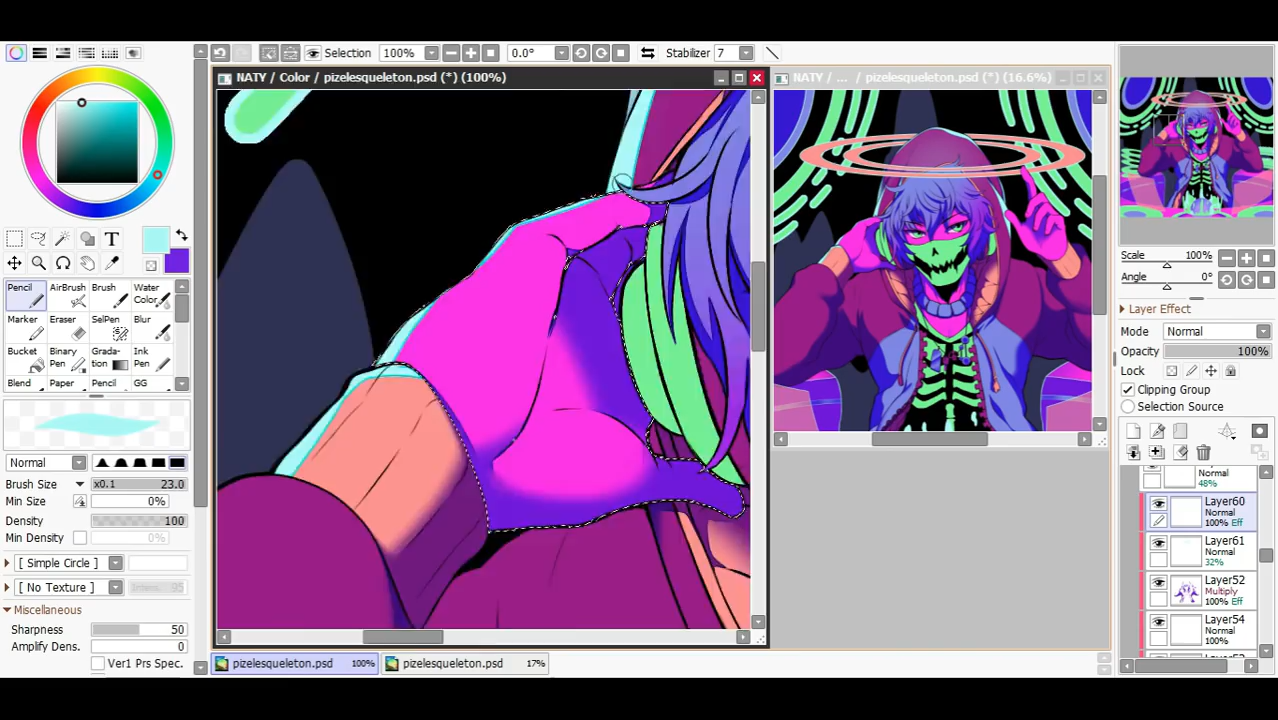 Selection 100% 0.0° Stabilizer 7
NATY / Color / pizelesqueleton.psd (*) (100%)
NATY / ... / pizelesqueleton.psd (*) (16.6%)
T
Pencil AirBrush Brush Water Color
Marker Eraser SelPen Blur
Bucket Binary Pen Grada- tion Ink Pen
Blend Paper Pencil GG
Normal
Brush Size x0.1 23.0
Min Size 0%
Density 100
Min Density 0%
[ Simple Circle ]
[ No Texture ] 95
Miscellaneous
Sharpness 50
Amplify Dens. 0
Ver1 Prs Spec.
pizelesqueleton.psd 100%
pizelesqueleton.psd 17%
Scale 100%
Angle 0°
Layer Effect
Mode Normal
Opacity 100%
Lock
Clipping Group
Selection Source
Normal
48%
Layer60
Normal
100% Eff
Layer61
Normal
32%
Layer52
Multiply
100% Eff
Layer54
Normal
100%